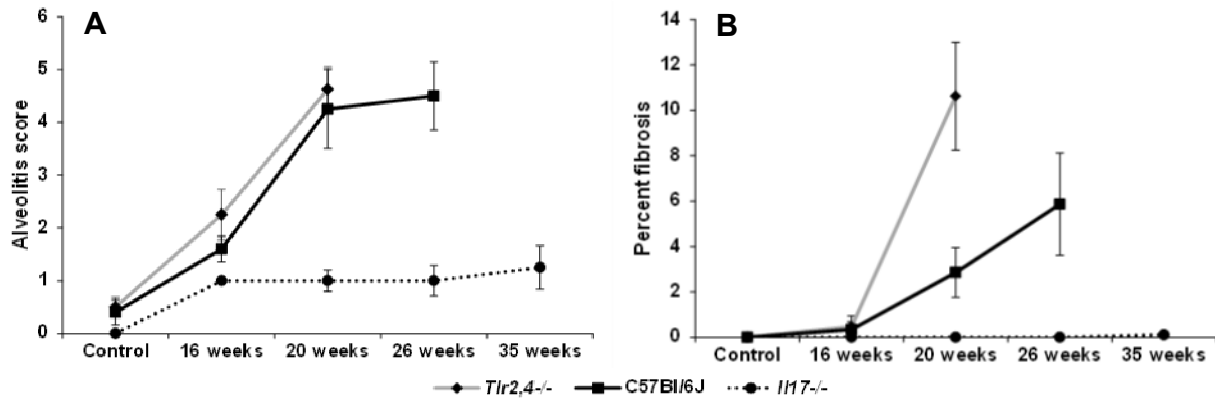 A
Alveolitis score
6
5
4
3
2
1
0
Control 16 weeks 20 weeks 26 weeks 35 weeks
B
Percent fibrosis
14
12
10
8
6
4
2
0
Control 16 weeks 20 weeks 26 weeks 35 weeks
Tlr2,4-/- C57Bl/6J Il17-/-